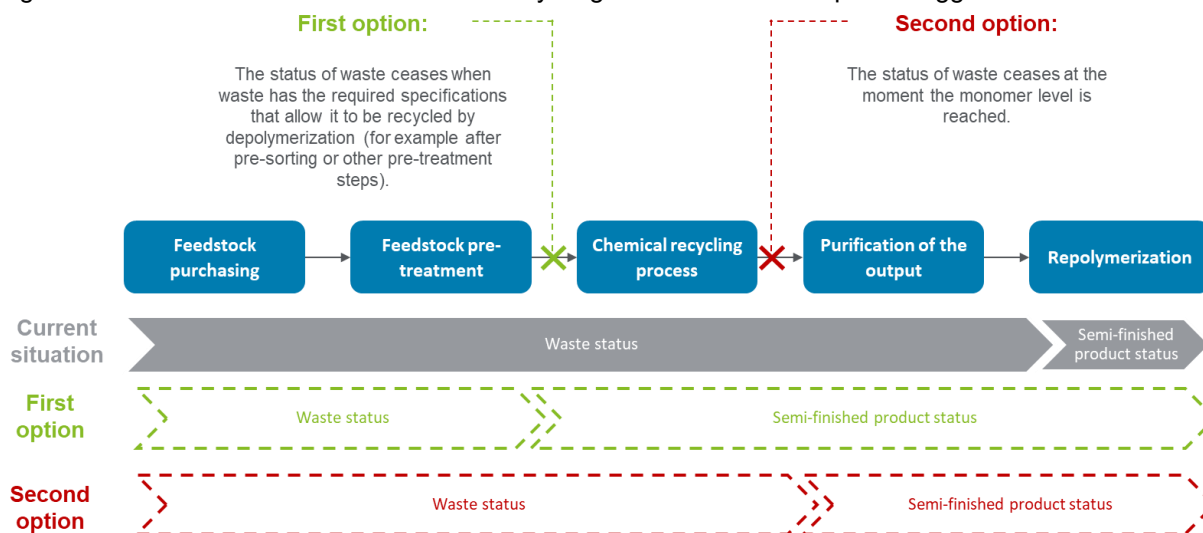 First option:
Second option:
The status of waste ceases when
waste has the required specifications
that allow it to be recycled by
depolymerization (for example after
pre-sorting or other pre-treatment
steps).
The status of waste ceases at the
moment the monomer level is
reached.
Feedstock
purchasing
Feedstock pre-
treatment
Chemical recycling
process
Purification of the
output
Repolymerization
Current
situation
Waste status
Semi-finished
product status
First
option
Waste status
Semi-finished product status
Second
option
Waste status
Semi-finished product status